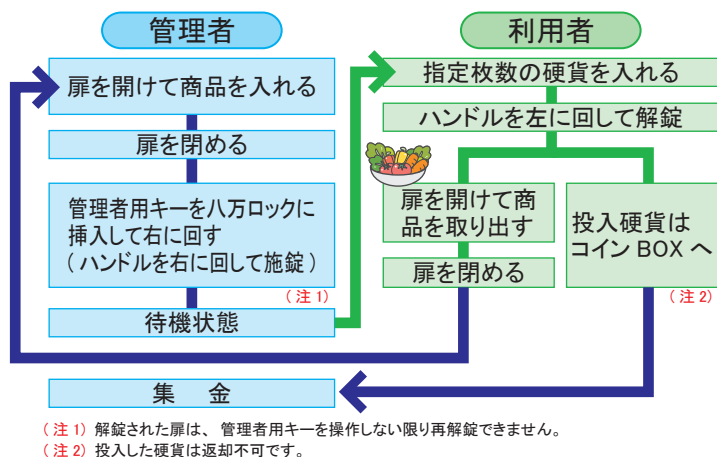 管理者
扉を開けて商品を入れる
扉を閉める
管理者用キーを八万ロックに
挿入して右に回す
(ハンドルを右に回して施錠)
(注1)
待機状態
集 金
利用者
指定枚数の硬貨を入れる
ハンドルを左に回して解錠
扉を開けて商
品を取り出す
扉を閉める
投入硬貨は
コイン BOX へ
(注2)
(注1) 解錠された扉は、管理者用キーを操作しない限り再解錠できません。
(注2) 投入した硬貨は返却不可です。